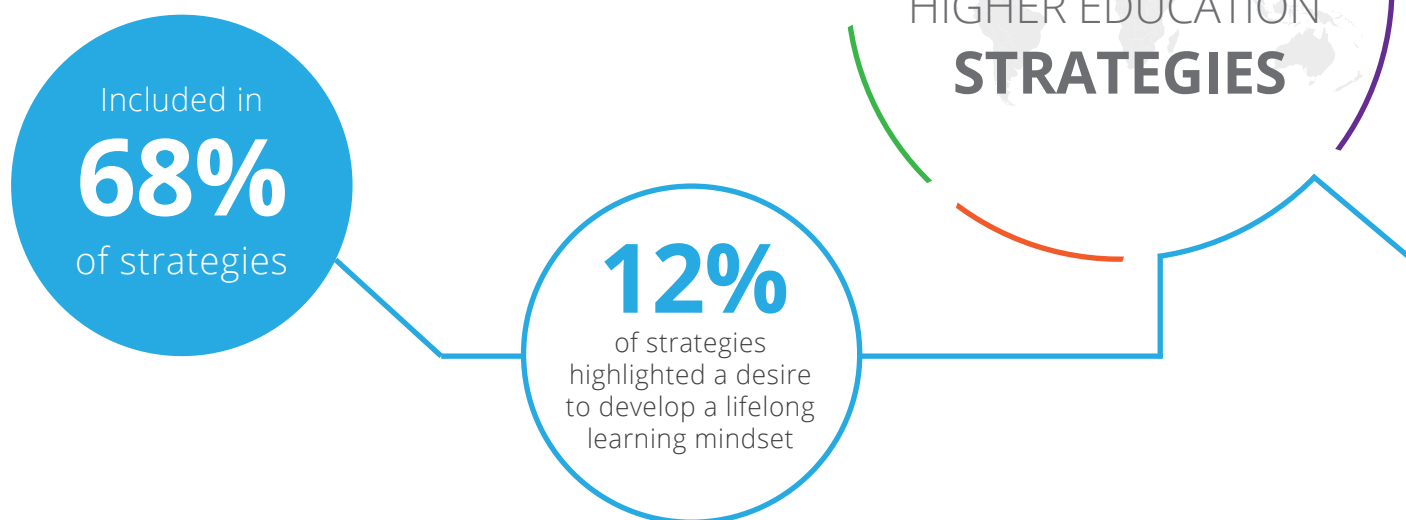 HIGHER EDUCATION
STRATEGIES
Included in
68%
of strategies
12%
of strategies
highlighted a desire
to develop a lifelong
learning mindset